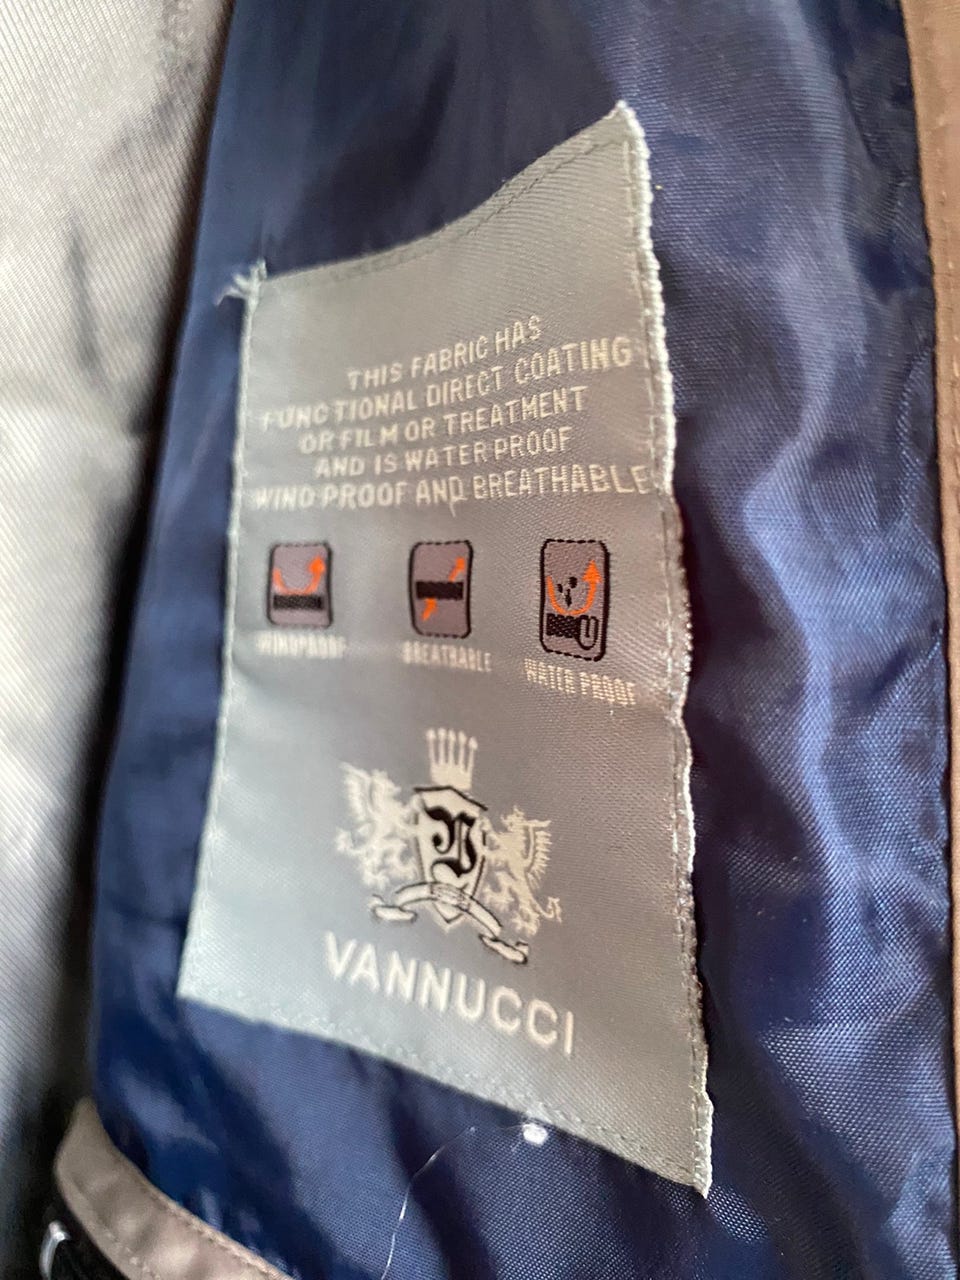 THIS FABRIC HAS
FUNCTIONAL DIRECT COATING
OR FILM OR TREATMENT
AND IS WATER PROOF
WIND PROOF AND BREATHABLE
WINDPROOF
BREATHABLE
WATER PROOF
V
VANNUCCI